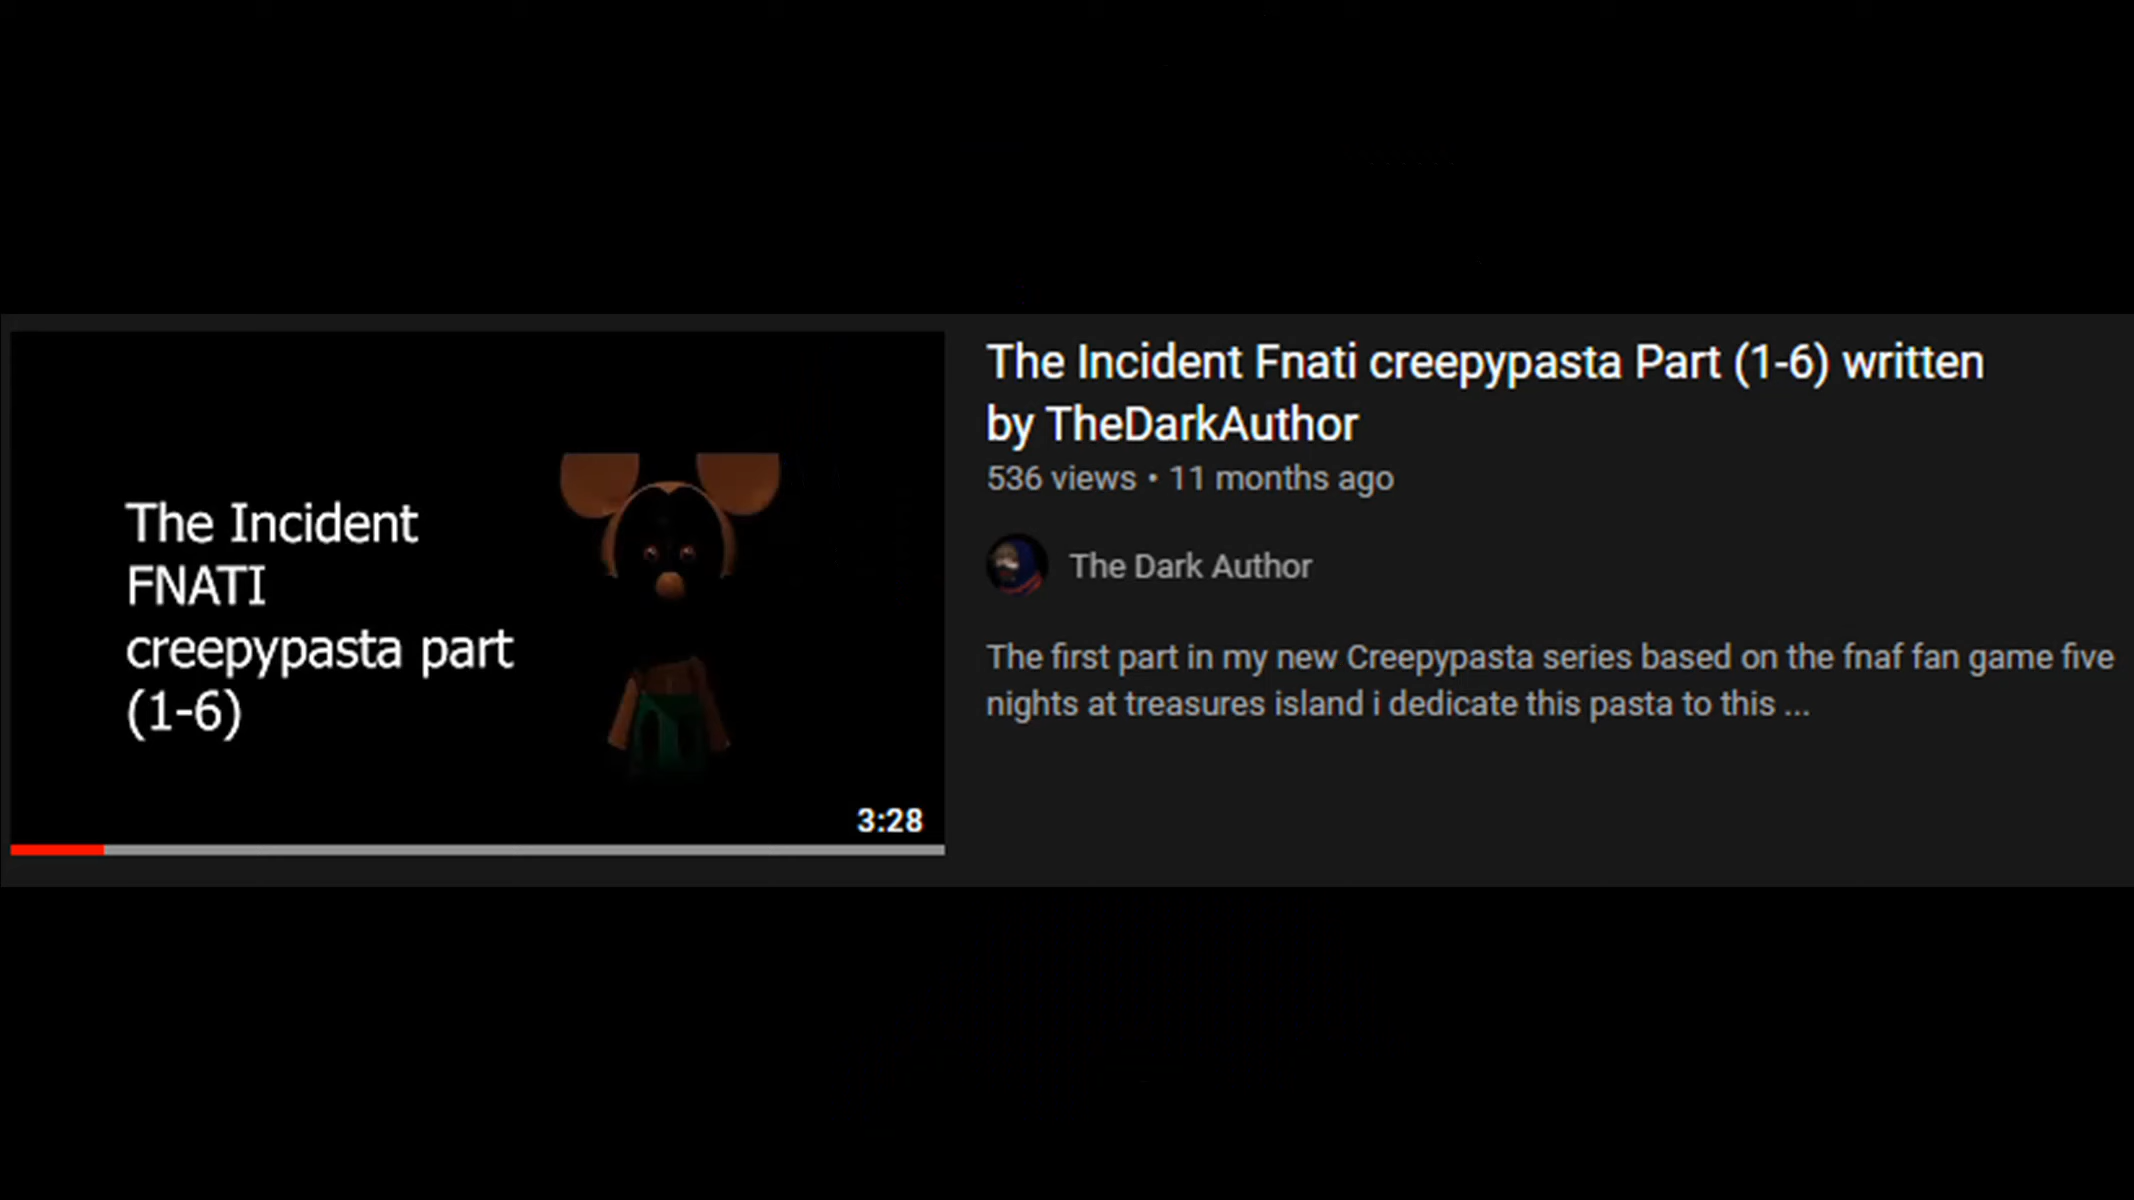 The Incident
FNATI
creepypasta part
(1-6)
3:28
The Incident Fnati creepypasta Part (1-6) written
by TheDarkAuthor
536 views • 11 months ago
The Dark Author
The first part in my new Creepypasta series based on the fnaf fan game five
nights at treasures island i dedicate this pasta to this ...